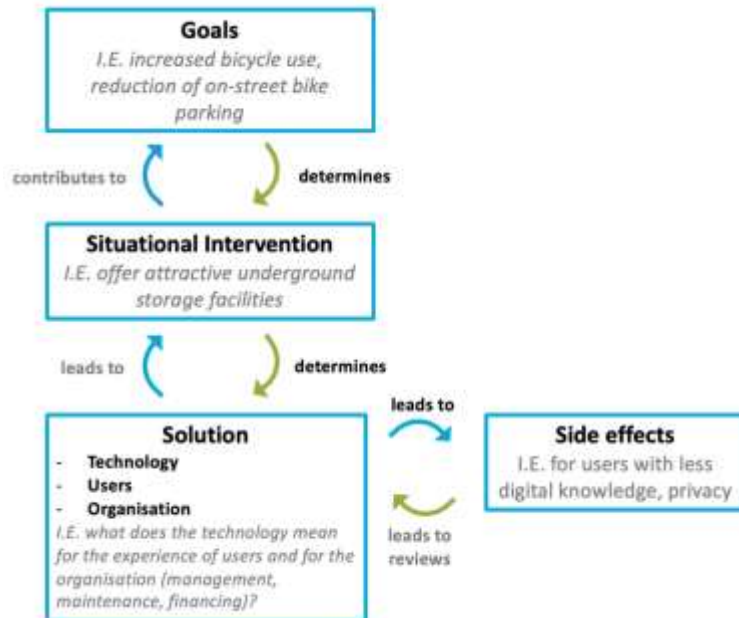 Goals
I.E. increased bicycle use,
reduction of on-street bike
parking
contributes to
determines
Situational Intervention
I.E. offer attractive underground
storage facilities
leads to
determines
Solution
- Technology
- Users
- Organisation
I.E. what does the technology mean
for the experience of users and for the
organisation (management,
maintenance, financing)?
leads to
leads to
reviews
Side effects
I.E. for users with less
digital knowledge, privacy